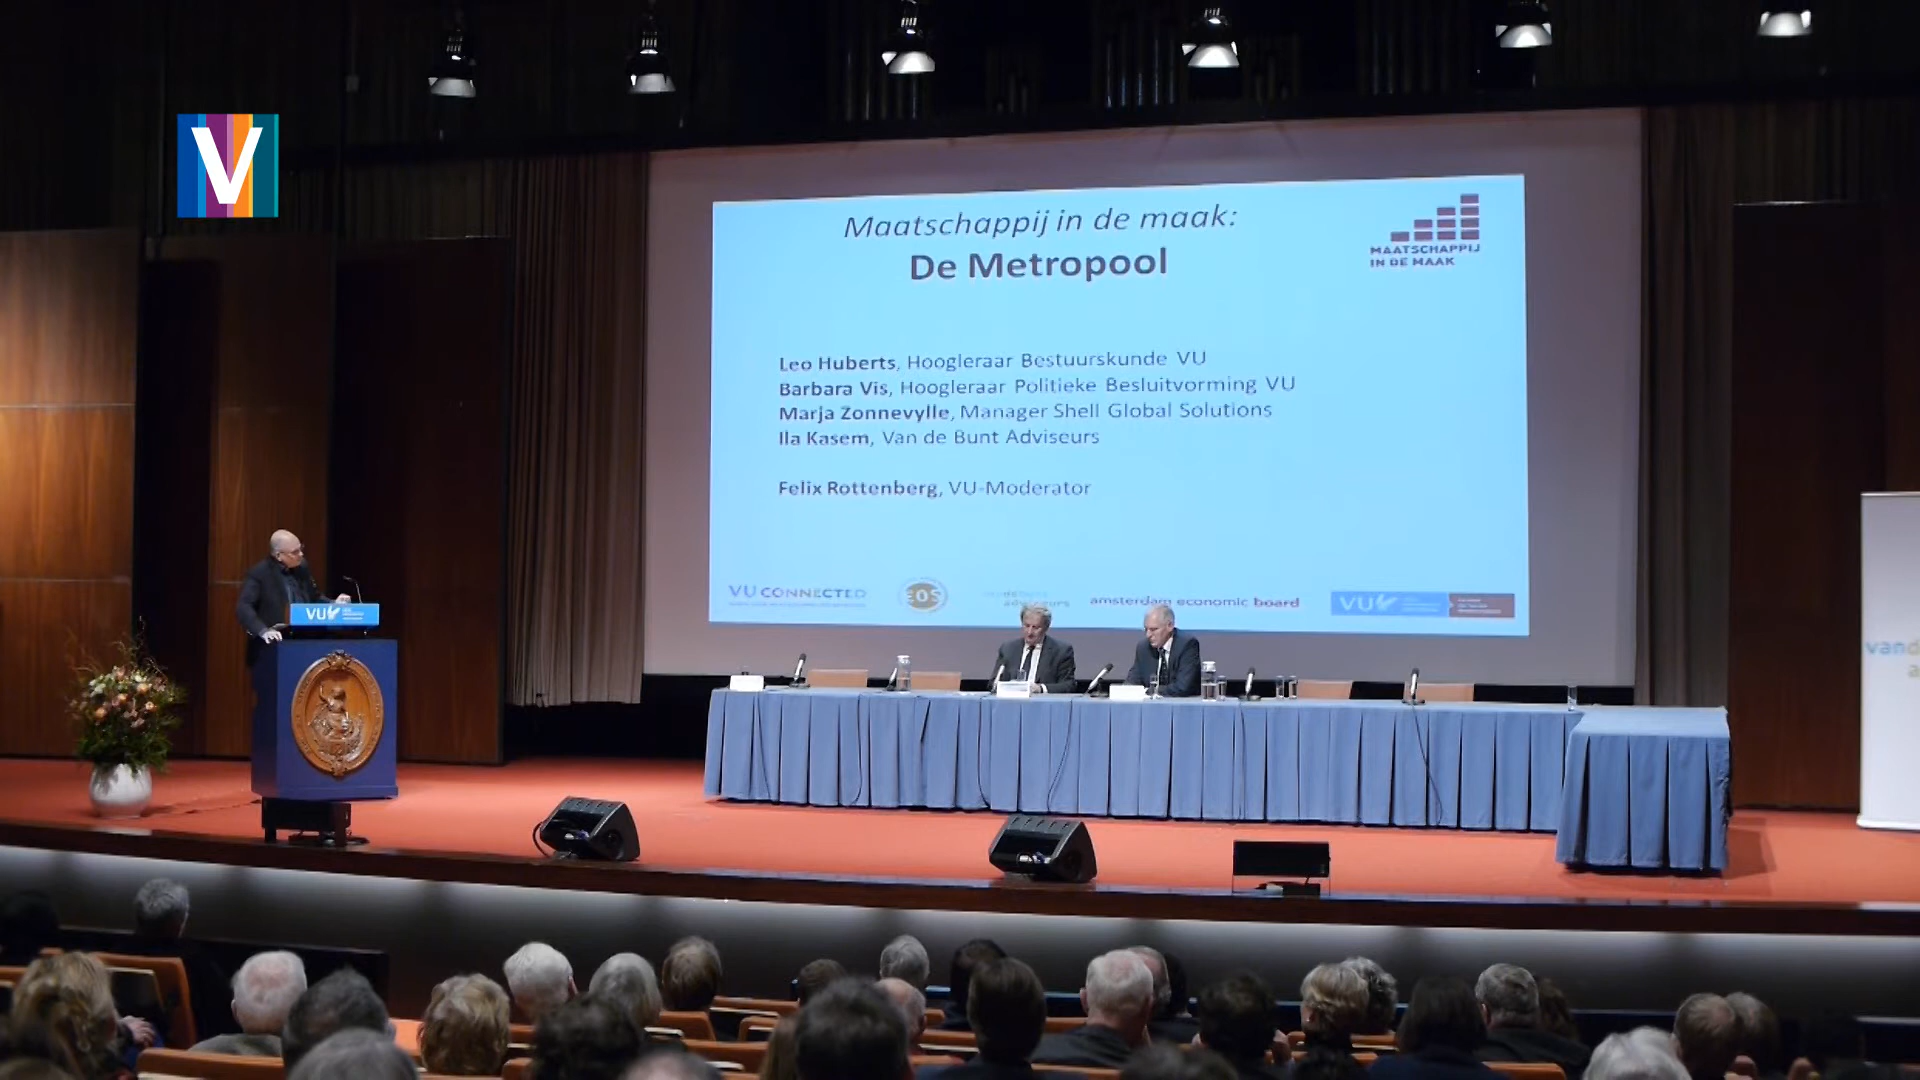 V
Maatschappij in de maak:
De Metropool
MAATSCHAPPIJ
IN DE MAAK
Leo Huberts, Hoogleraar Bestuurskunde VU
Barbara Vis, Hoogleraar Politieke Besluitvorming VU
Marja Zonnevylle, Manager Shell Global Solutions
Ila Kasem, Van de Bunt Adviseurs
Felix Rottenberg, VU-Moderator
VU CONNECTED
EOS
adviseurs
amsterdam economic board
VU
VU
vand
a